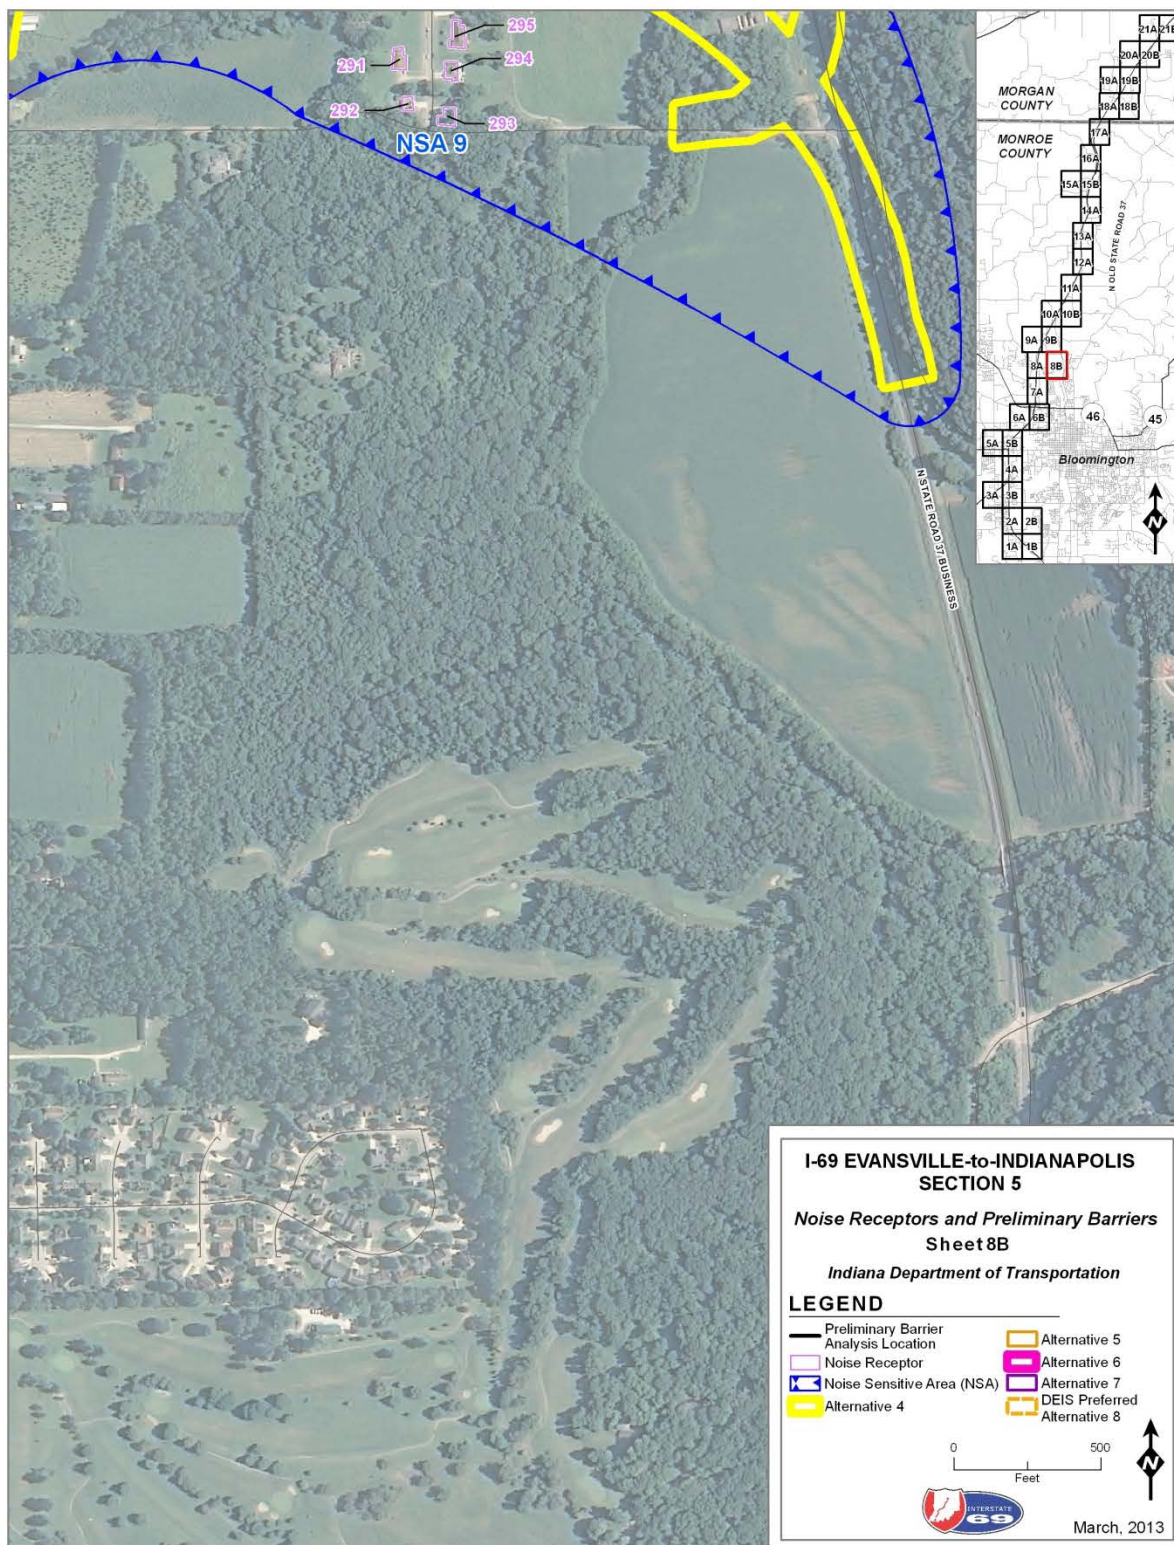 295
291
294
292
293
NSA 9
N STATE ROAD 37 BUSINESS
21A 21B
20A 20B
19A 19B
MORGAN
COUNTY
18A 18B
17A
MONROE
COUNTY
16A
15A 15B
14A
N OLD STATE ROAD 37
13A
12A
11A
10A 10B
9A 9B
8A 8B
7A
6A 6B
46
45
5A 5B
Bloomington
4A
3A 3B
2A 2B
1A 1B
N
I-69 EVANSVILLE-to-INDIANAPOLIS
SECTION 5
Noise Receptors and Preliminary Barriers
Sheet 8B
Indiana Department of Transportation
LEGEND
Preliminary Barrier
Analysis Location
Noise Receptor
Noise Sensitive Area (NSA)
Alternative 4
Alternative 5
Alternative 6
Alternative 7
DEIS Preferred
Alternative 8
0 500
Feet
N
INTERSTATE
69
March, 2013